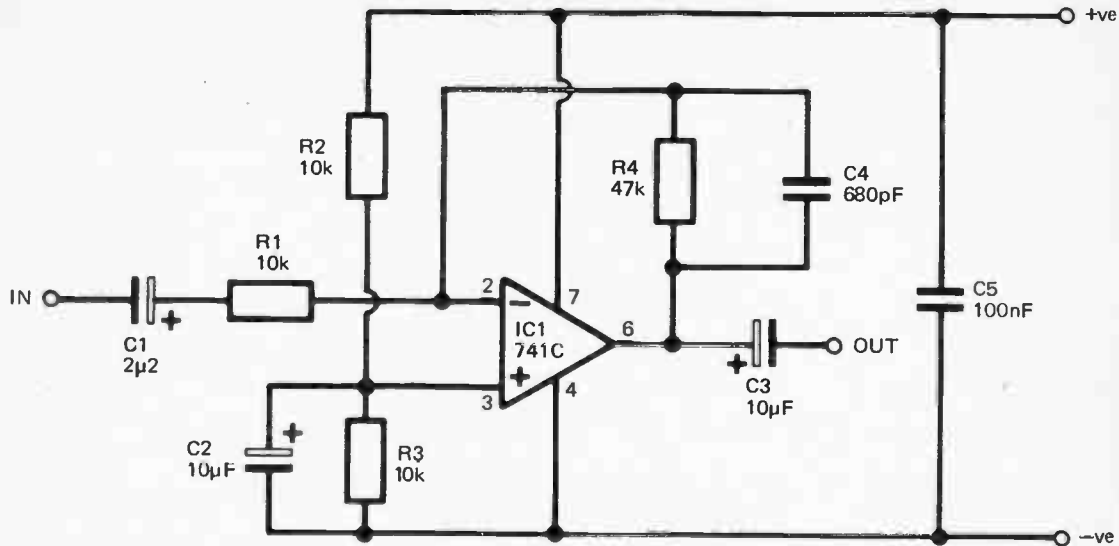 +ve
R2
10k
R4
47k
C4
680pF
R1
10k
IN
+
C1
2µ2
2
−
7
IC1
741C
+
3
4
6
C5
100nF
OUT
+
C3
10µF
+
C2
10µF
R3
10k
−ve